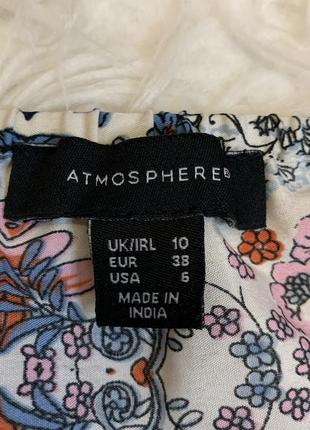 ATMOSPHERE®
UK/IRL 10
EUR 38
USA 6
MADE IN
INDIA